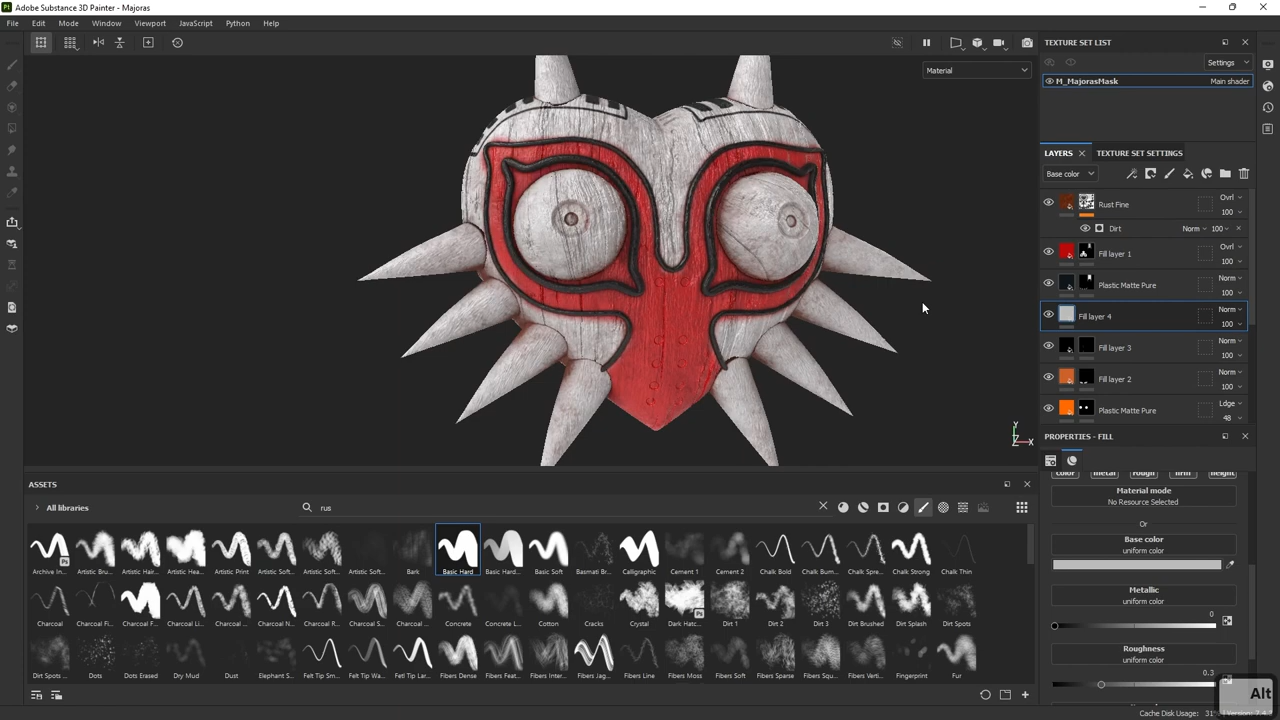 Adobe Substance 3D Painter - Majoras
File Edit Mode Window Viewport JavaScript Python Help
Material
TEXTURE SET LIST
Settings
M_MajorasMask Main shader
LAYERS TEXTURE SET SETTINGS
Base color
Rust Fine Ovrl 100
Dirt Norm 100
Fill layer 1 Ovrl 100
Plastic Matte Pure Norm 100
Fill layer 4 Norm 100
Fill layer 3 Norm 100
Fill layer 2 Norm 100
Plastic Matte Pure Ldge 48
PROPERTIES - FILL
color metal rough nrm height
Material mode
No Resource Selected
Or
Base color
uniform color
Metallic
uniform color
0
Roughness
uniform color
0.3
Y
Z X
ASSETS
All libraries rus
Archive In... Artistic Bru... Artistic Hair... Artistic Hea... Artistic Print Artistic Soft... Artistic Sof... Artistic Soft... Bark Basic Hard Basic Hard... Basic Soft Basmati Br... Calligraphic Cement 1 Cement 2 Chalk Bold Chalk Bum... Chalk Spre... Chalk Strong Chalk Thin
Charcoal Charcoal Fi... Charcoal F... Charcoal Li... Charcoal ... Charcoal N... Charcoal R... Charcoal S... Charcoal ... Concrete Concrete L... Cotton Cracks Crystal Dark Hatc... Dirt 1 Dirt 2 Dirt 3 Dirt Brushed Dirt Splash Dirt Spots
Dirt Spots ... Dots Dots Erased Dry Mud Dust Elephant S... Felt Tip Sm... Felt Tip Wa... Felt Tip Lar... Fibers Dense Fibers Feat... Fibers Inter... Fibers Jag... Fibers Line Fibers Moss Fibers Soft Fibers Sparse Fibers Squ... Fibers Verti... Fingerprint Fur
Alt
Cache Disk Usage: 31%